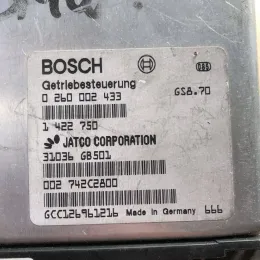 BOSCH
Getriebesteuerung
0 260 002 433 GS8.70
1 422 750
JATCO CORPORATION
31036 GB501
002 742C2800
GCC126961216 Made in Germany 666